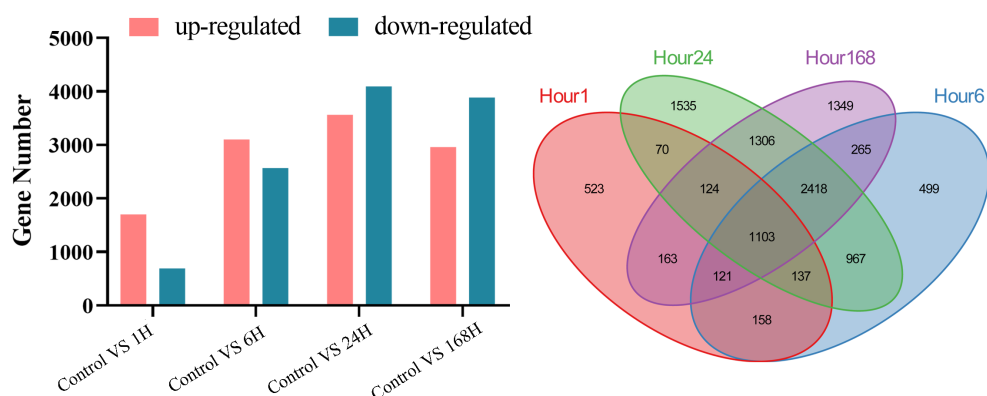 up-regulated
down-regulated
Gene Number
5000
4000
3000
2000
1000
0
Control VS 1H
Control VS 6H
Control VS 24H
Control VS 168H
Hour24
Hour168
Hour1
Hour6
1535
1349
70
1306
265
523
124
2418
499
1103
163
121
137
967
158